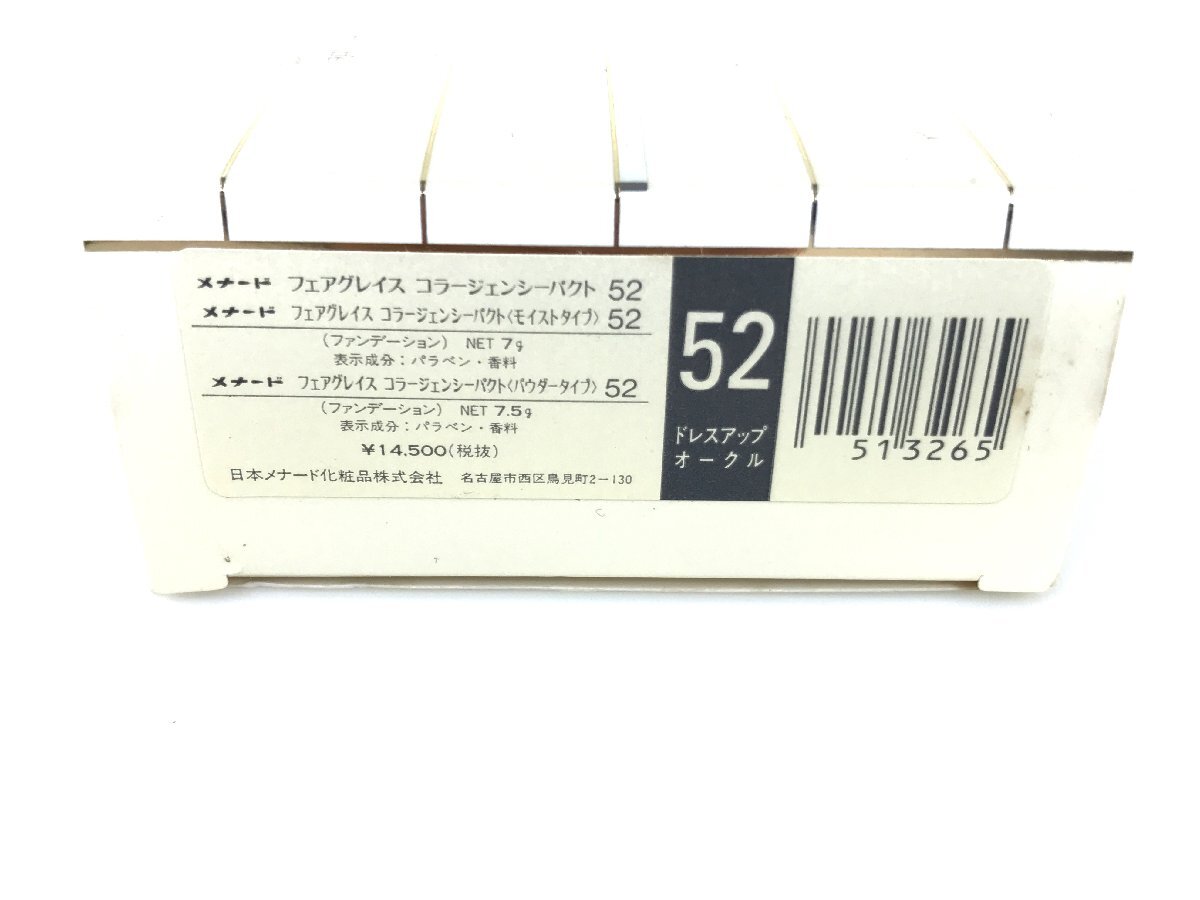 メナード フェアグレイス コラージェンシーパクト 52
メナード フェアグレイス コラージェンシーパクト〈モイストタイプ〉 52
(ファンデーション) NET 7g
表示成分:パラベン・香料
メナード フェアグレイス コラージェンシーパクト〈パウダータイプ〉 52
(ファンデーション) NET 7.5g
表示成分:パラベン・香料
¥14,500(税抜)
日本メナード化粧品株式会社 名古屋市西区鳥見町2-130
52
ドレスアップ
オークル
513265